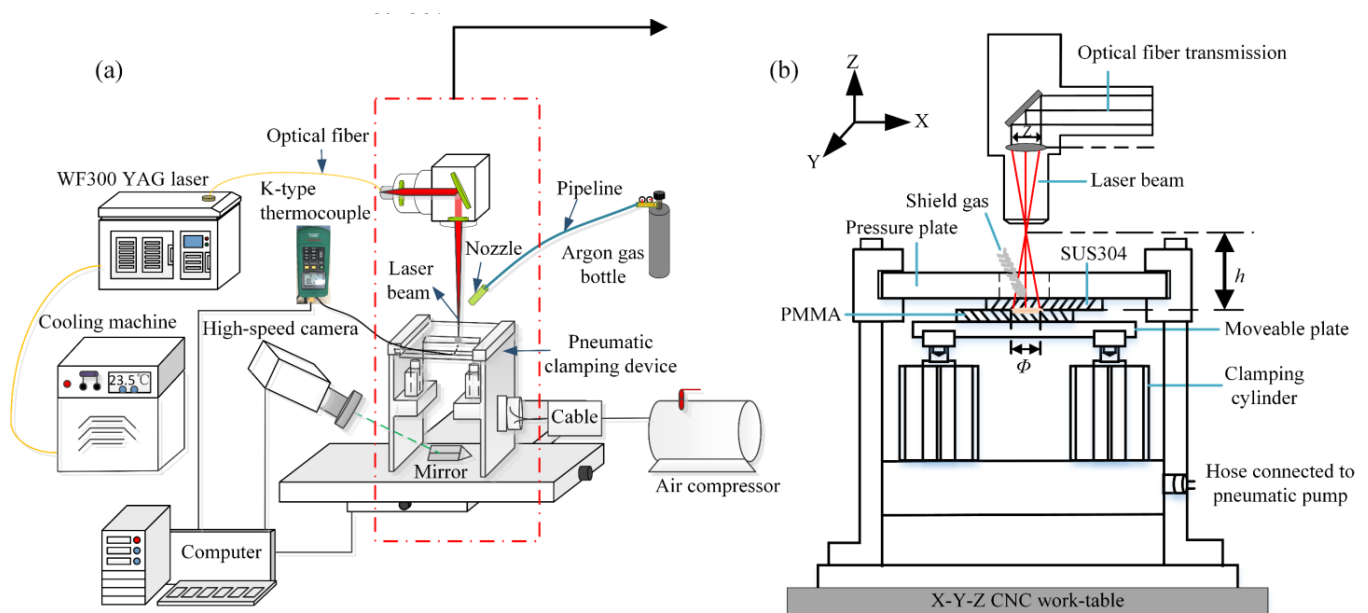 (a)
Optical fiber
WF300 YAG laser
K-type
thermocouple
Pipeline
Nozzle
Argon gas
bottle
Laser
beam
Cooling machine
High-speed camera
23.5℃
Pneumatic
clamping device
Cable
Mirror
Air compressor
Computer
(b)
Z
X
Y
Optical fiber transmission
Z
Laser beam
Shield gas
Pressure plate
SUS304
h
PMMA
Moveable plate
Φ
Clamping
cylinder
Hose connected to
pneumatic pump
X-Y-Z CNC work-table